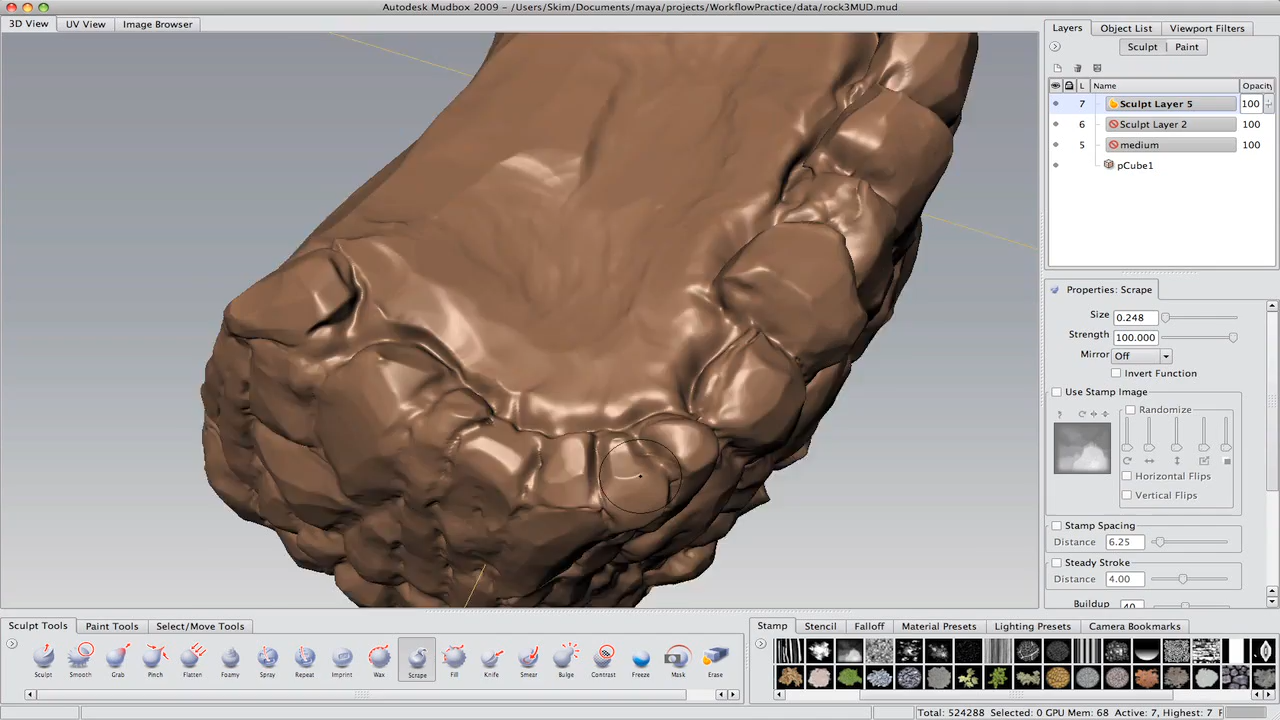 Autodesk Mudbox 2009 - /Users/Skim/Documents/maya/projects/WorkflowPractice/data/rock3MUD.mud
3D View UV View Image Browser
Layers Object List Viewport Filters
Sculpt Paint
L Name Opacity
7 Sculpt Layer 5 100
6 Sculpt Layer 2 100
5 medium 100
pCube1
Properties: Scrape
Size 0.248
Strength 100.000
Mirror Off
Invert Function
Use Stamp Image
Randomize
Horizontal Flips
Vertical Flips
Stamp Spacing
Distance 6.25
Steady Stroke
Distance 4.00
Buildup 40
Sculpt Tools Paint Tools Select/Move Tools
Stamp Stencil Falloff Material Presets Lighting Presets Camera Bookmarks
Sculpt Smooth Grab Pinch Flatten Foamy Spray Repeat Imprint Wax Scrape Fill Knife Smear Bulge Contrast Freeze Mask Erase
Total: 524288 Selected: 0 GPU Mem: 68 Active: 7, Highest: 7 F